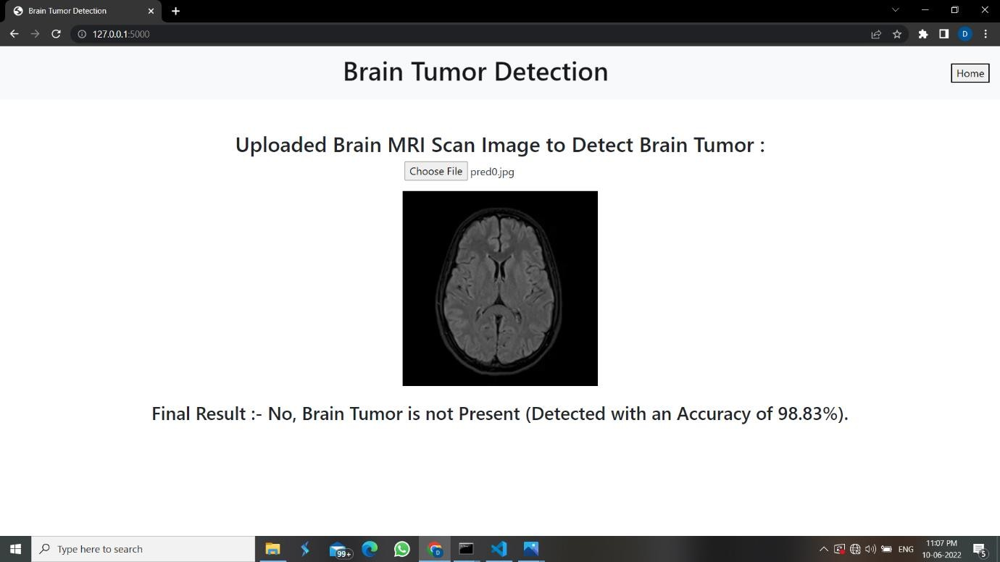 Brain Tumor Detection
127.0.0.1:5000
D
Brain Tumor Detection
Home
Uploaded Brain MRI Scan Image to Detect Brain Tumor :
Choose File pred0.jpg
Final Result :- No, Brain Tumor is not Present (Detected with an Accuracy of 98.83%).
Type here to search
99+
D
ENG
11:07 PM
10-06-2022
5